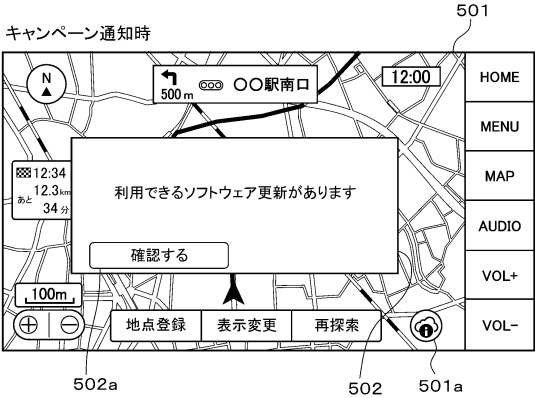 501
キャンペーン通知時
N
500m
〇〇駅南口
12:00
HOME
MENU
MAP
AUDIO
VOL+
VOL−
12:34
あと 12.3km
34分
利用できるソフトウェア更新があります
確認する
100m
地点登録
表示変更
再探索
502a
502
501a